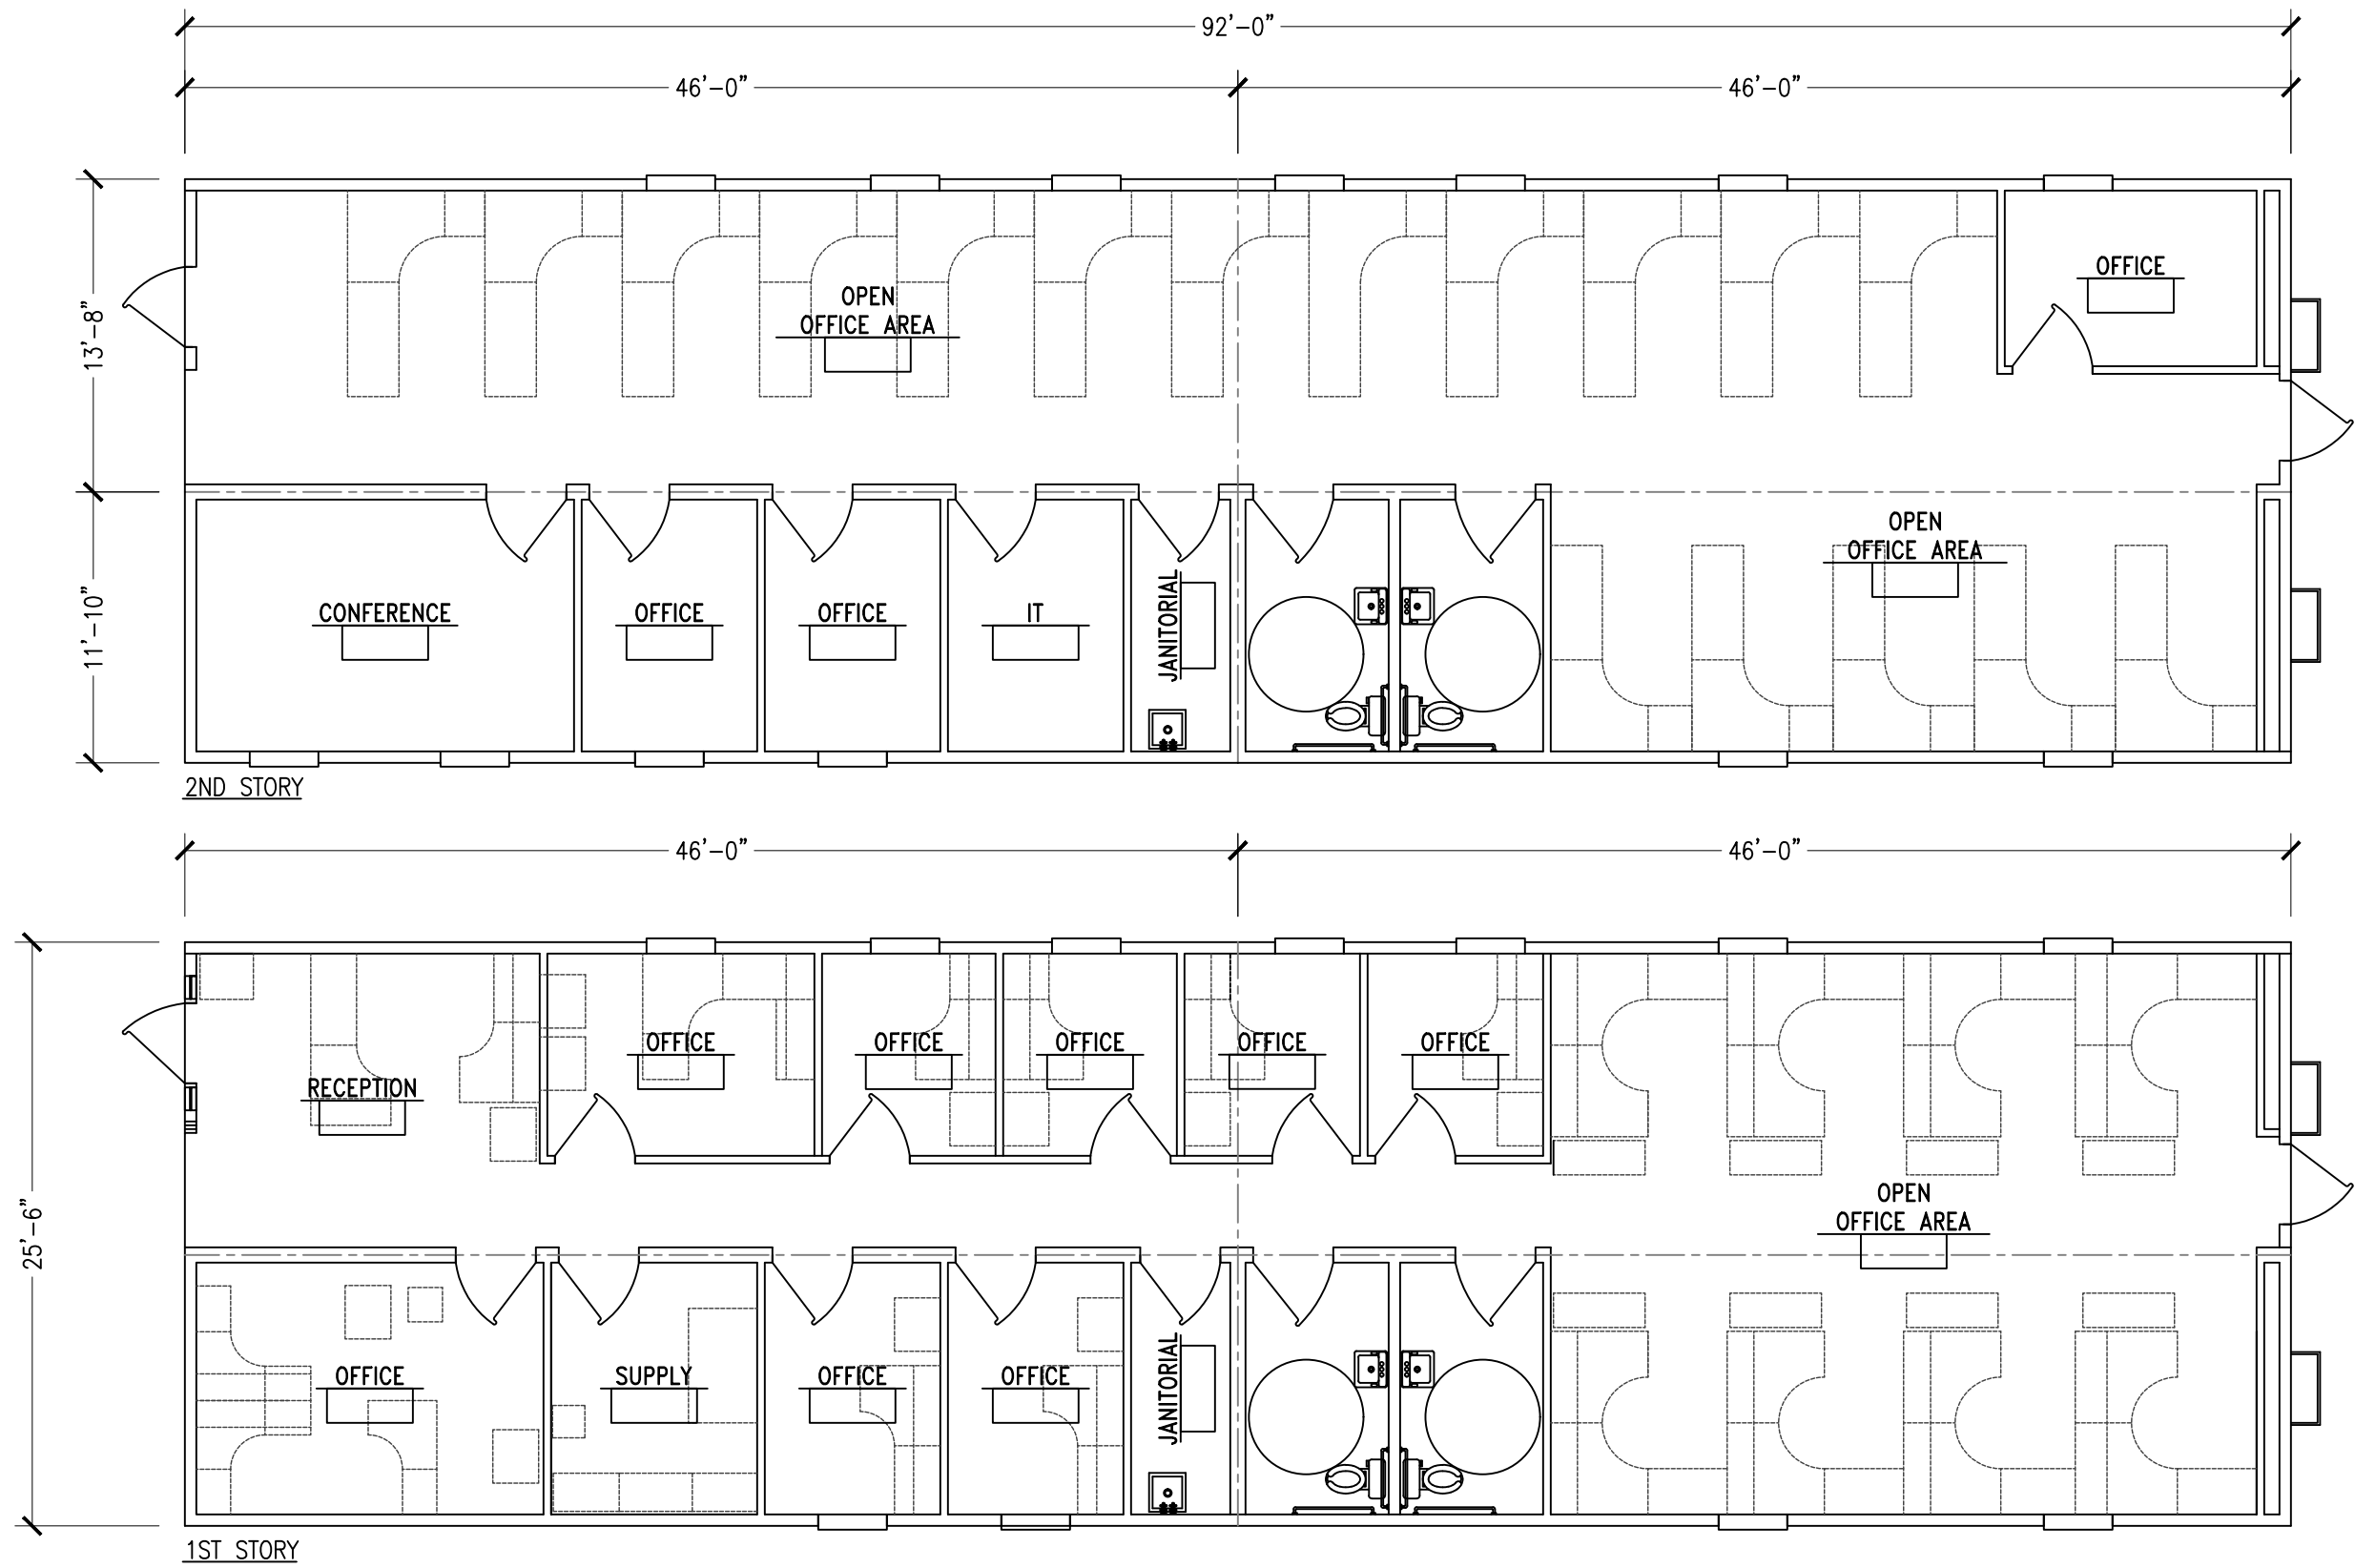 92'-0"
46'-0"
46'-0"
13'-8"
11'-10"
OPEN
OFFICE AREA
OFFICE
CONFERENCE
OFFICE
OFFICE
IT
JANITORIAL
OPEN
OFFICE AREA
2ND STORY
46'-0"
46'-0"
25'-6"
RECEPTION
OFFICE
OFFICE
OFFICE
OFFICE
OFFICE
OPEN
OFFICE AREA
OFFICE
SUPPLY
OFFICE
OFFICE
JANITORIAL
1ST STORY